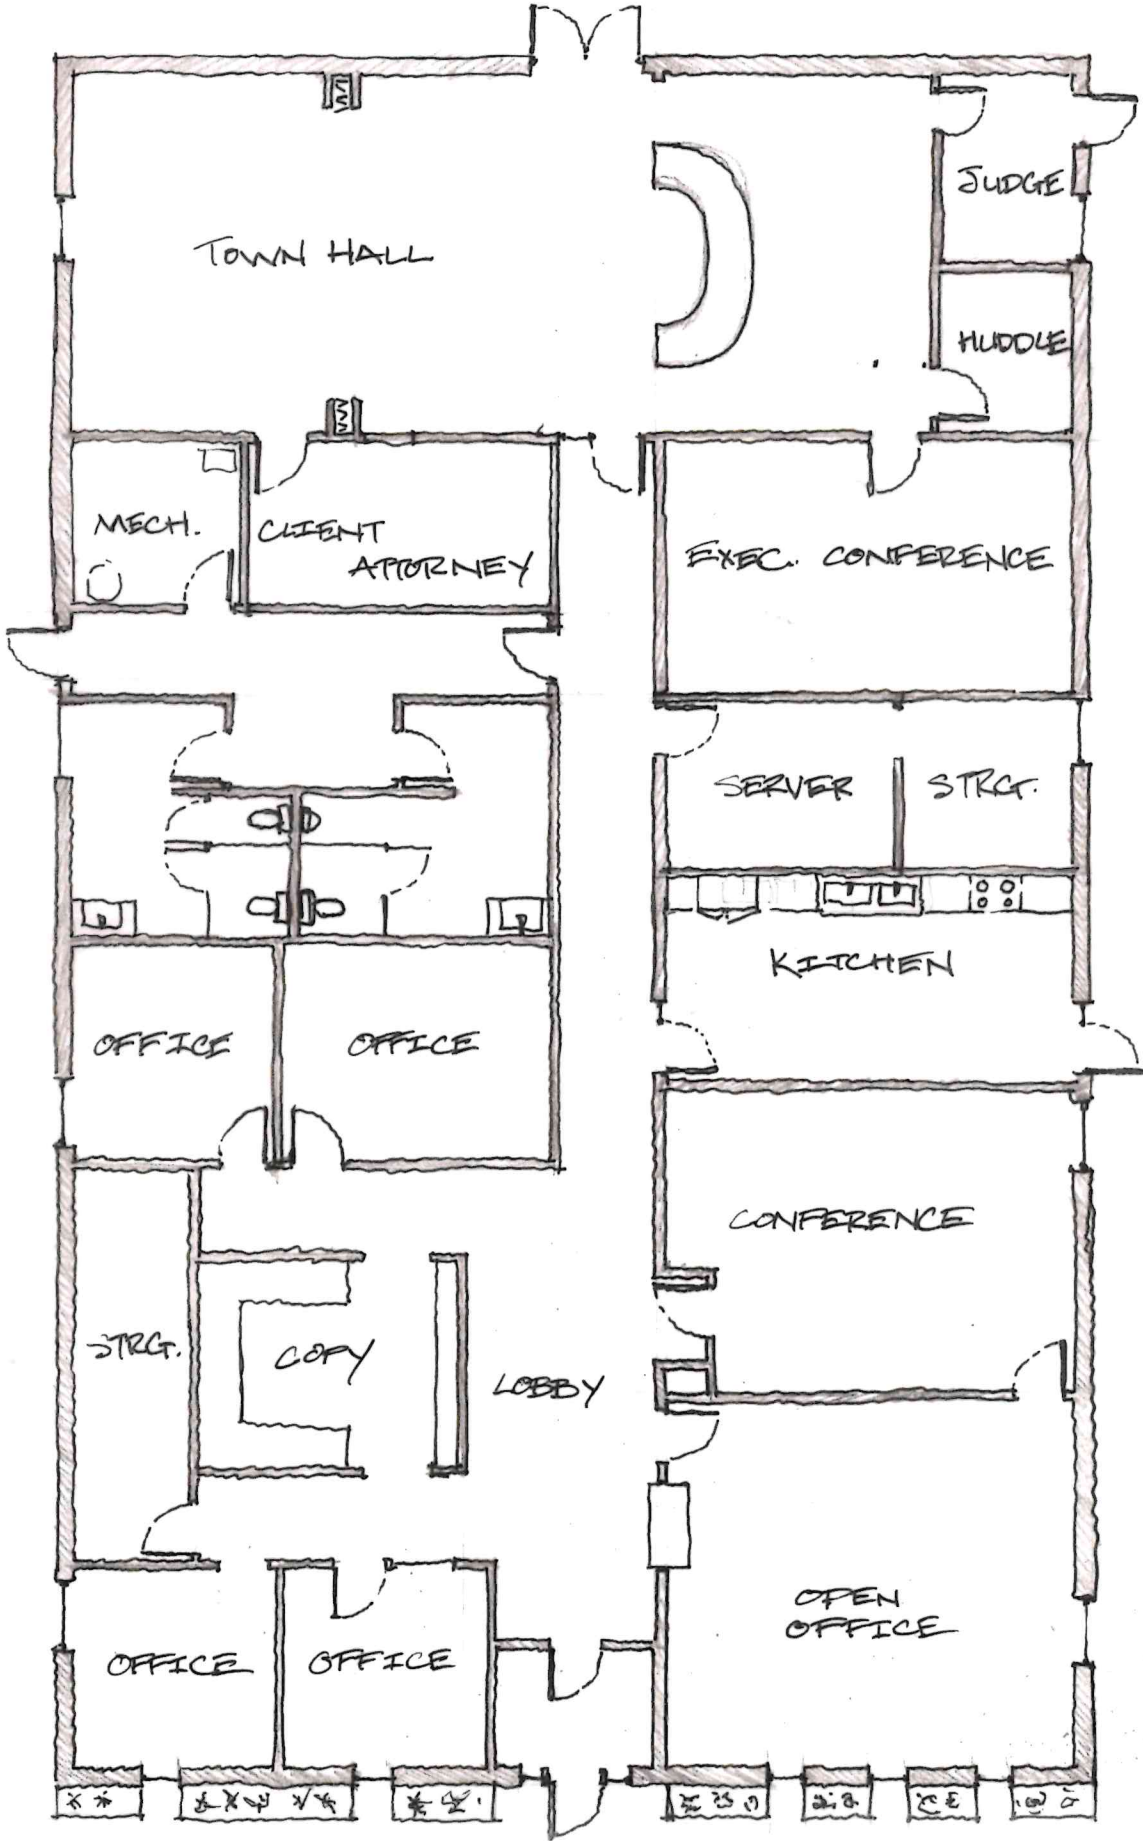 TOWN HALL
JUDGE
HUDDLE
MECH.
CLIENT
ATTORNEY
EXEC. CONFERENCE
SERVER
STRG.
KITCHEN
OFFICE
OFFICE
CONFERENCE
STRG.
COPY
LOBBY
OPEN
OFFICE
OFFICE
OFFICE